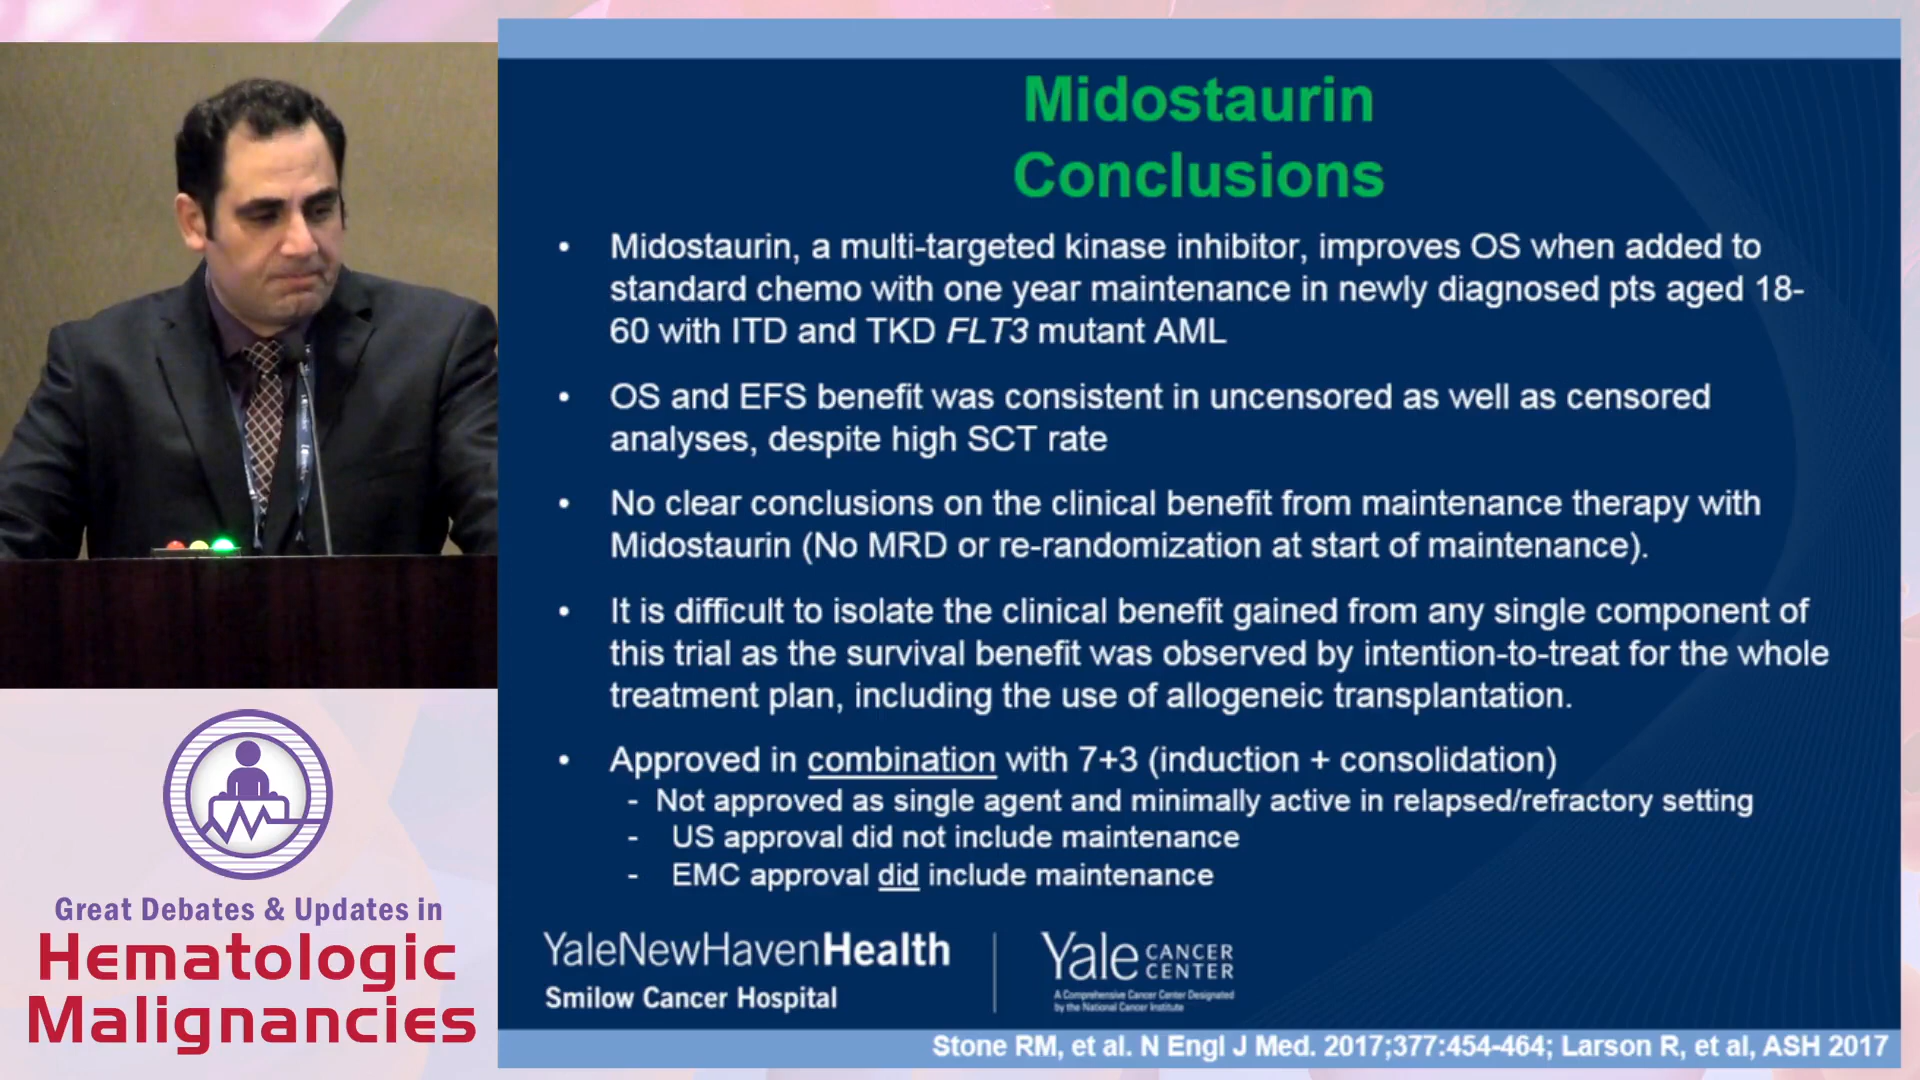 Midostaurin
Conclusions
• Midostaurin, a multi-targeted kinase inhibitor, improves OS when added to
standard chemo with one year maintenance in newly diagnosed pts aged 18-
60 with ITD and TKD FLT3 mutant AML
• OS and EFS benefit was consistent in uncensored as well as censored
analyses, despite high SCT rate
• No clear conclusions on the clinical benefit from maintenance therapy with
Midostaurin (No MRD or re-randomization at start of maintenance).
• It is difficult to isolate the clinical benefit gained from any single component of
this trial as the survival benefit was observed by intention-to-treat for the whole
treatment plan, including the use of allogeneic transplantation.
• Approved in combination with 7+3 (induction + consolidation)
- Not approved as single agent and minimally active in relapsed/refractory setting
- US approval did not include maintenance
- EMC approval did include maintenance
YaleNewHavenHealth
Smilow Cancer Hospital
Yale CANCER
CENTER
A Comprehensive Cancer Center Designated
by the National Cancer Institute
Stone RM, et al. N Engl J Med. 2017;377:454-464; Larson R, et al, ASH 2017
Great Debates & Updates in
Hematologic
Malignancies